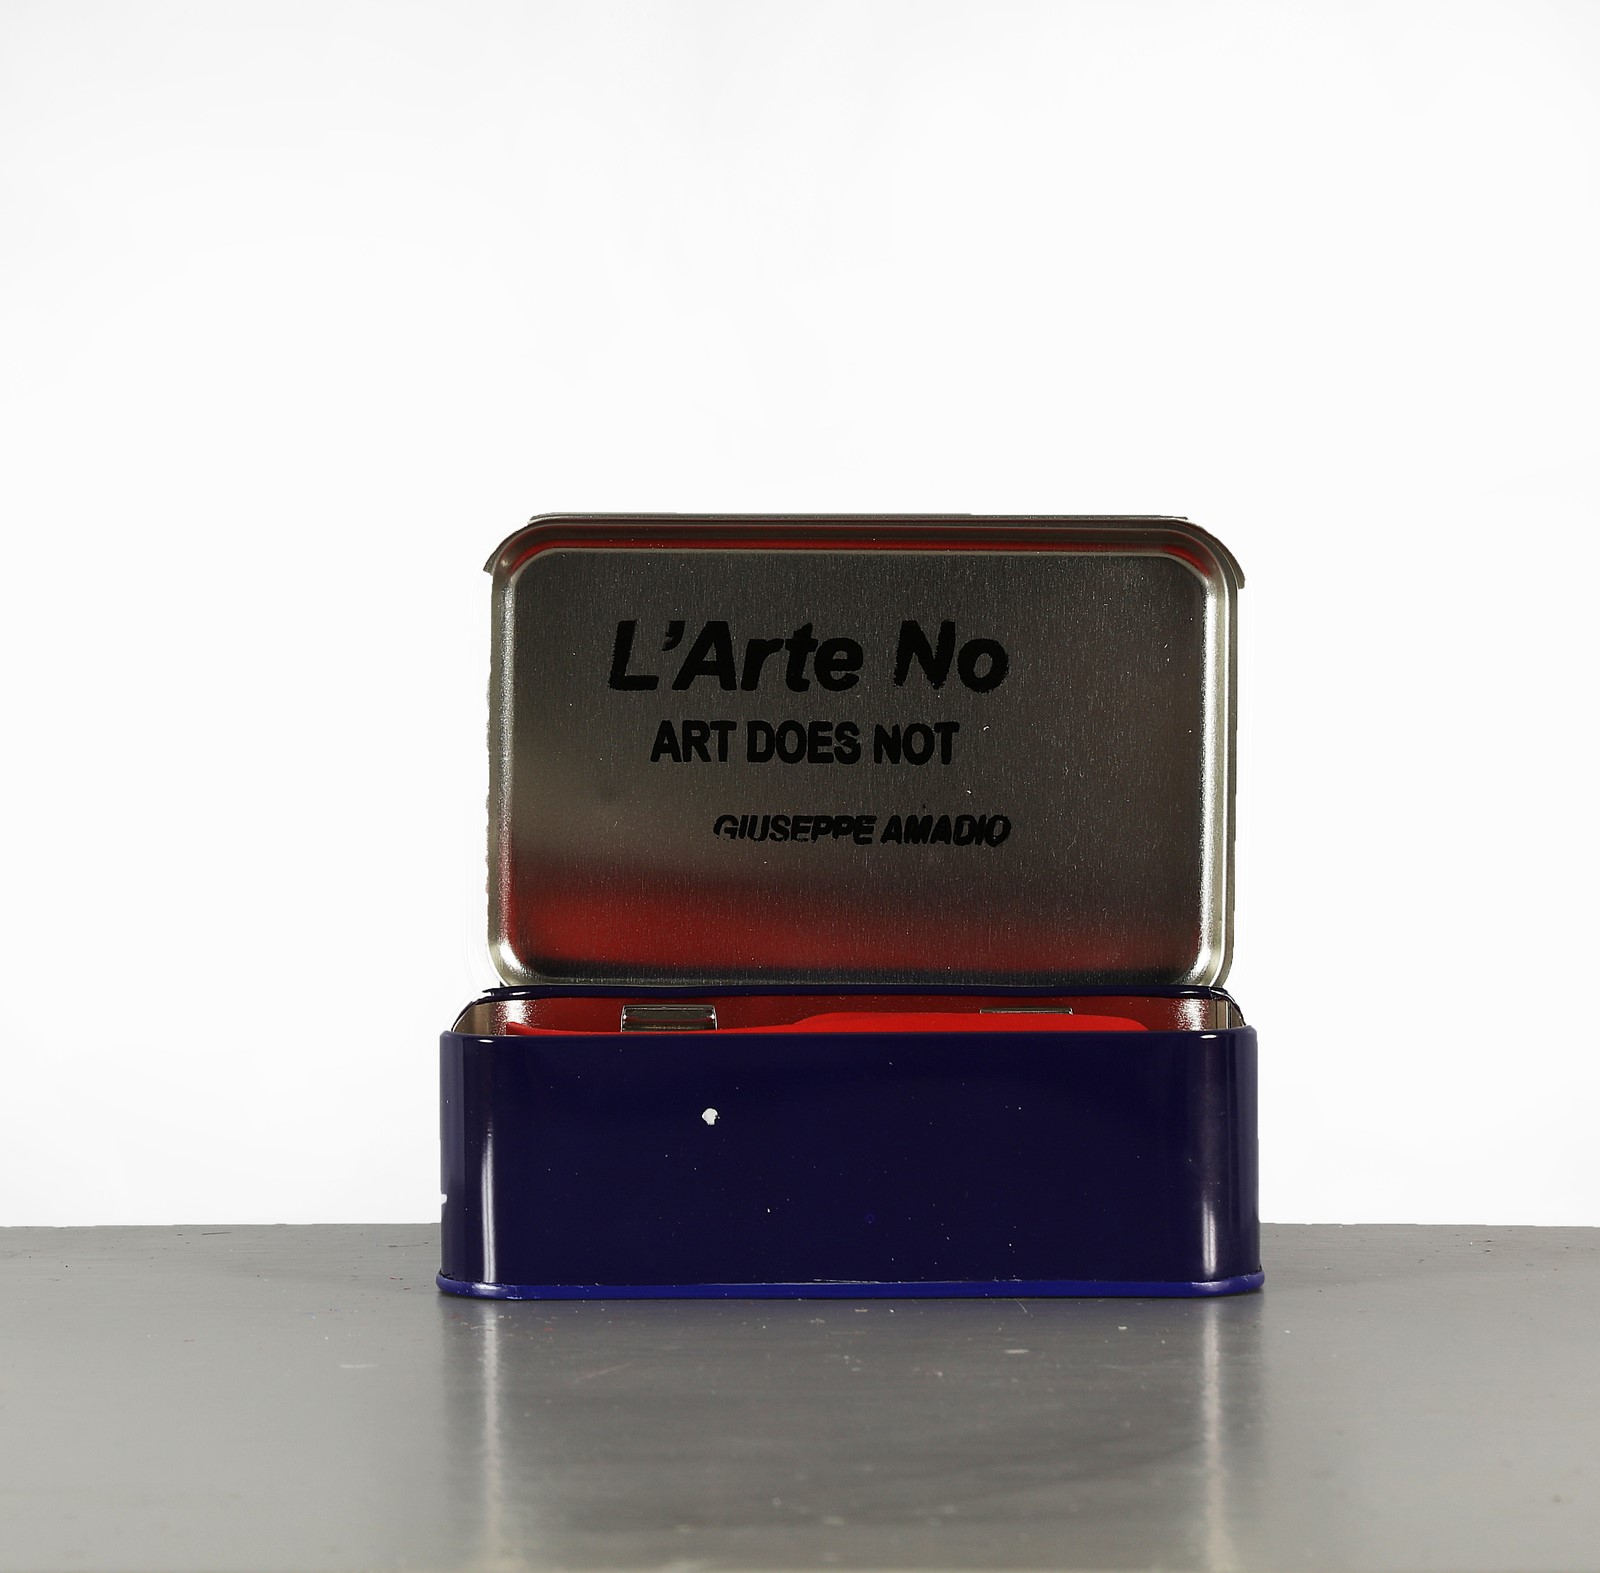 L'Arte No
ART DOES NOT
GIUSEPPE AMADIO